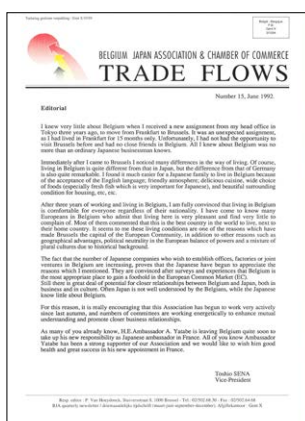 BELGIUM JAPAN ASSOCIATION & CHAMBER OF COMMERCE
TRADE FLOWS
Number 15, June 1992.
Editorial
I knew very little about Belgium when I received a new assignment from my head office in
Tokyo three years ago, to move from Frankfurt to Brussels. It was an unexpected assignment,
as I had lived in Frankfurt for 15 months only. Unfortunately, I had not had the opportunity to
visit Brussels before and had no close friends in Belgium. All I knew about Belgium was no
more than an ordinary Japanese businessman knows.
Immediately after I came to Brussels I noticed many differences in the way of living. Of course,
living in Belgium is quite different from that in Japan, but the difference from that of Germany
is also quite remarkable. I found it much easier for a Japanese family to live in Belgium because
of the acceptance of the English language, friendly atmosphere, delicious cuisine, wide choice
of foods (especially fresh fish which is very important for Japanese), and beautiful surrounding
condition for housing, etc, etc.
After three years of working and living in Belgium, I am fully convinced that living in Belgium
is comfortable for everyone regardless of their nationality. I have come to know many
Europeans in Belgium who admit that living here is very pleasant and find very little to
complain of. Most of them commented that this is the best country in the world to live in, except
their home country. It seems to me these living conditions are one of the reasons which have
made Brussels the capital of the European Community, in addition to other reasons such as
geographical advantages, political neutrality in the European balance of powers and a mixture of
plural cultures due to historical background.
The fact that the number of Japanese companies who wish to establish offices, factories or joint
ventures in Belgium are increasing, proves that the Japanese have begun to appreciate the
reasons which I mentioned. They are convinced after surveys and experiences that Belgium is
the most appropriate place to gain a foothold in the European Common Market (EC).
Still there is great deal of potential for closer relationships between Belgium and Japan, both in
business and in culture. Often Japan is not well understood by the Belgians, while the Japanese
know little about Belgium.
For this reason, it is really encouraging that this Association has begun to work very actively
since last autumn, and numbers of committees are working energetically to enhance mutual
understanding and promote closer business relationships.
As many of you already know, H.E.Ambassador A. Yatabe is leaving Belgium quite soon to
take up his new responsibility as Japanese ambassador in France. All of you know Ambassador
Yatabe has been a strong supporter of our Association and we would like to wish him good
health and great success in his new appointment in France.
Toshio SENA
Vice-President